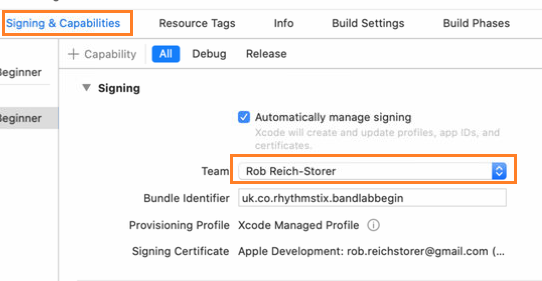 Signing & Capabilities Resource Tags Info Build Settings Build Phases
+ Capability All Debug Release
Beginner
Signing
Beginner
Automatically manage signing
Xcode will create and update profiles, app IDs, and
certificates.
Team Rob Reich-Storer
Bundle Identifier uk.co.rhythmstix.bandlabbegin
Provisioning Profile Xcode Managed Profile
Signing Certificate Apple Development: rob.reichstorer@gmail.com (...